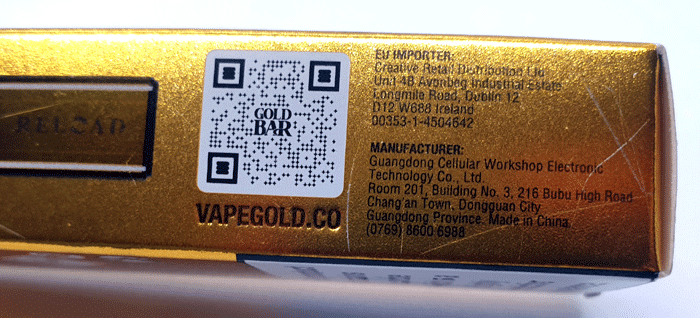 RELOAD
GOLD
BAR
VAPEGOLD.CO
EU IMPORTER:
Creative Retail Distribution Ltd
Unit 4B Avonbeg Industrial Estate
Longmile Road, Dublin 12
D12 W688 Ireland
00353-1-4504642
MANUFACTURER:
Guangdong Cellular Workshop Electronic
Technology Co., Ltd.
Room 201, Building No. 3, 216 Bubu High Road
Chang'an Town, Dongguan City
Guangdong Province. Made in China.
(0769) 8600 6988